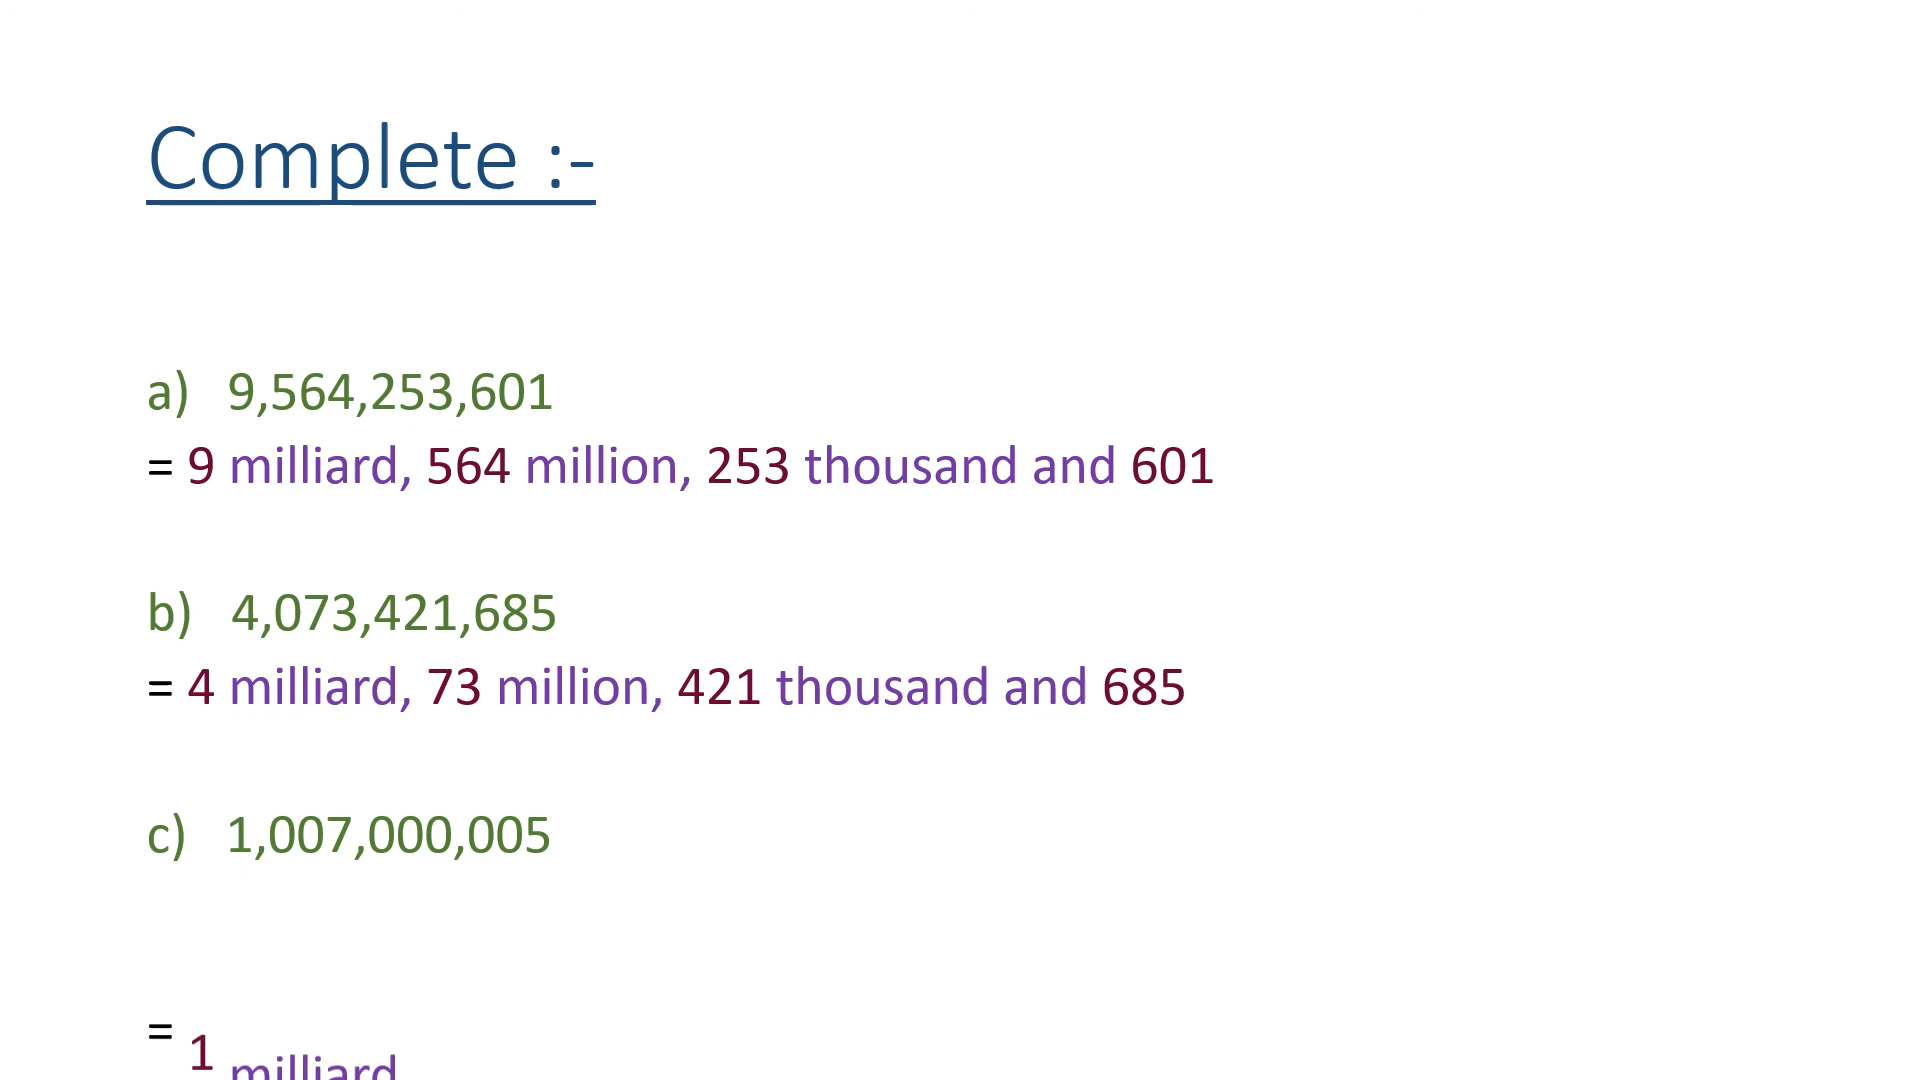 Complete :-
a) 9,564,253,601
= 9 milliard, 564 million, 253 thousand and 601
b) 4,073,421,685
= 4 milliard, 73 million, 421 thousand and 685
c) 1,007,000,005
= 1 milliard